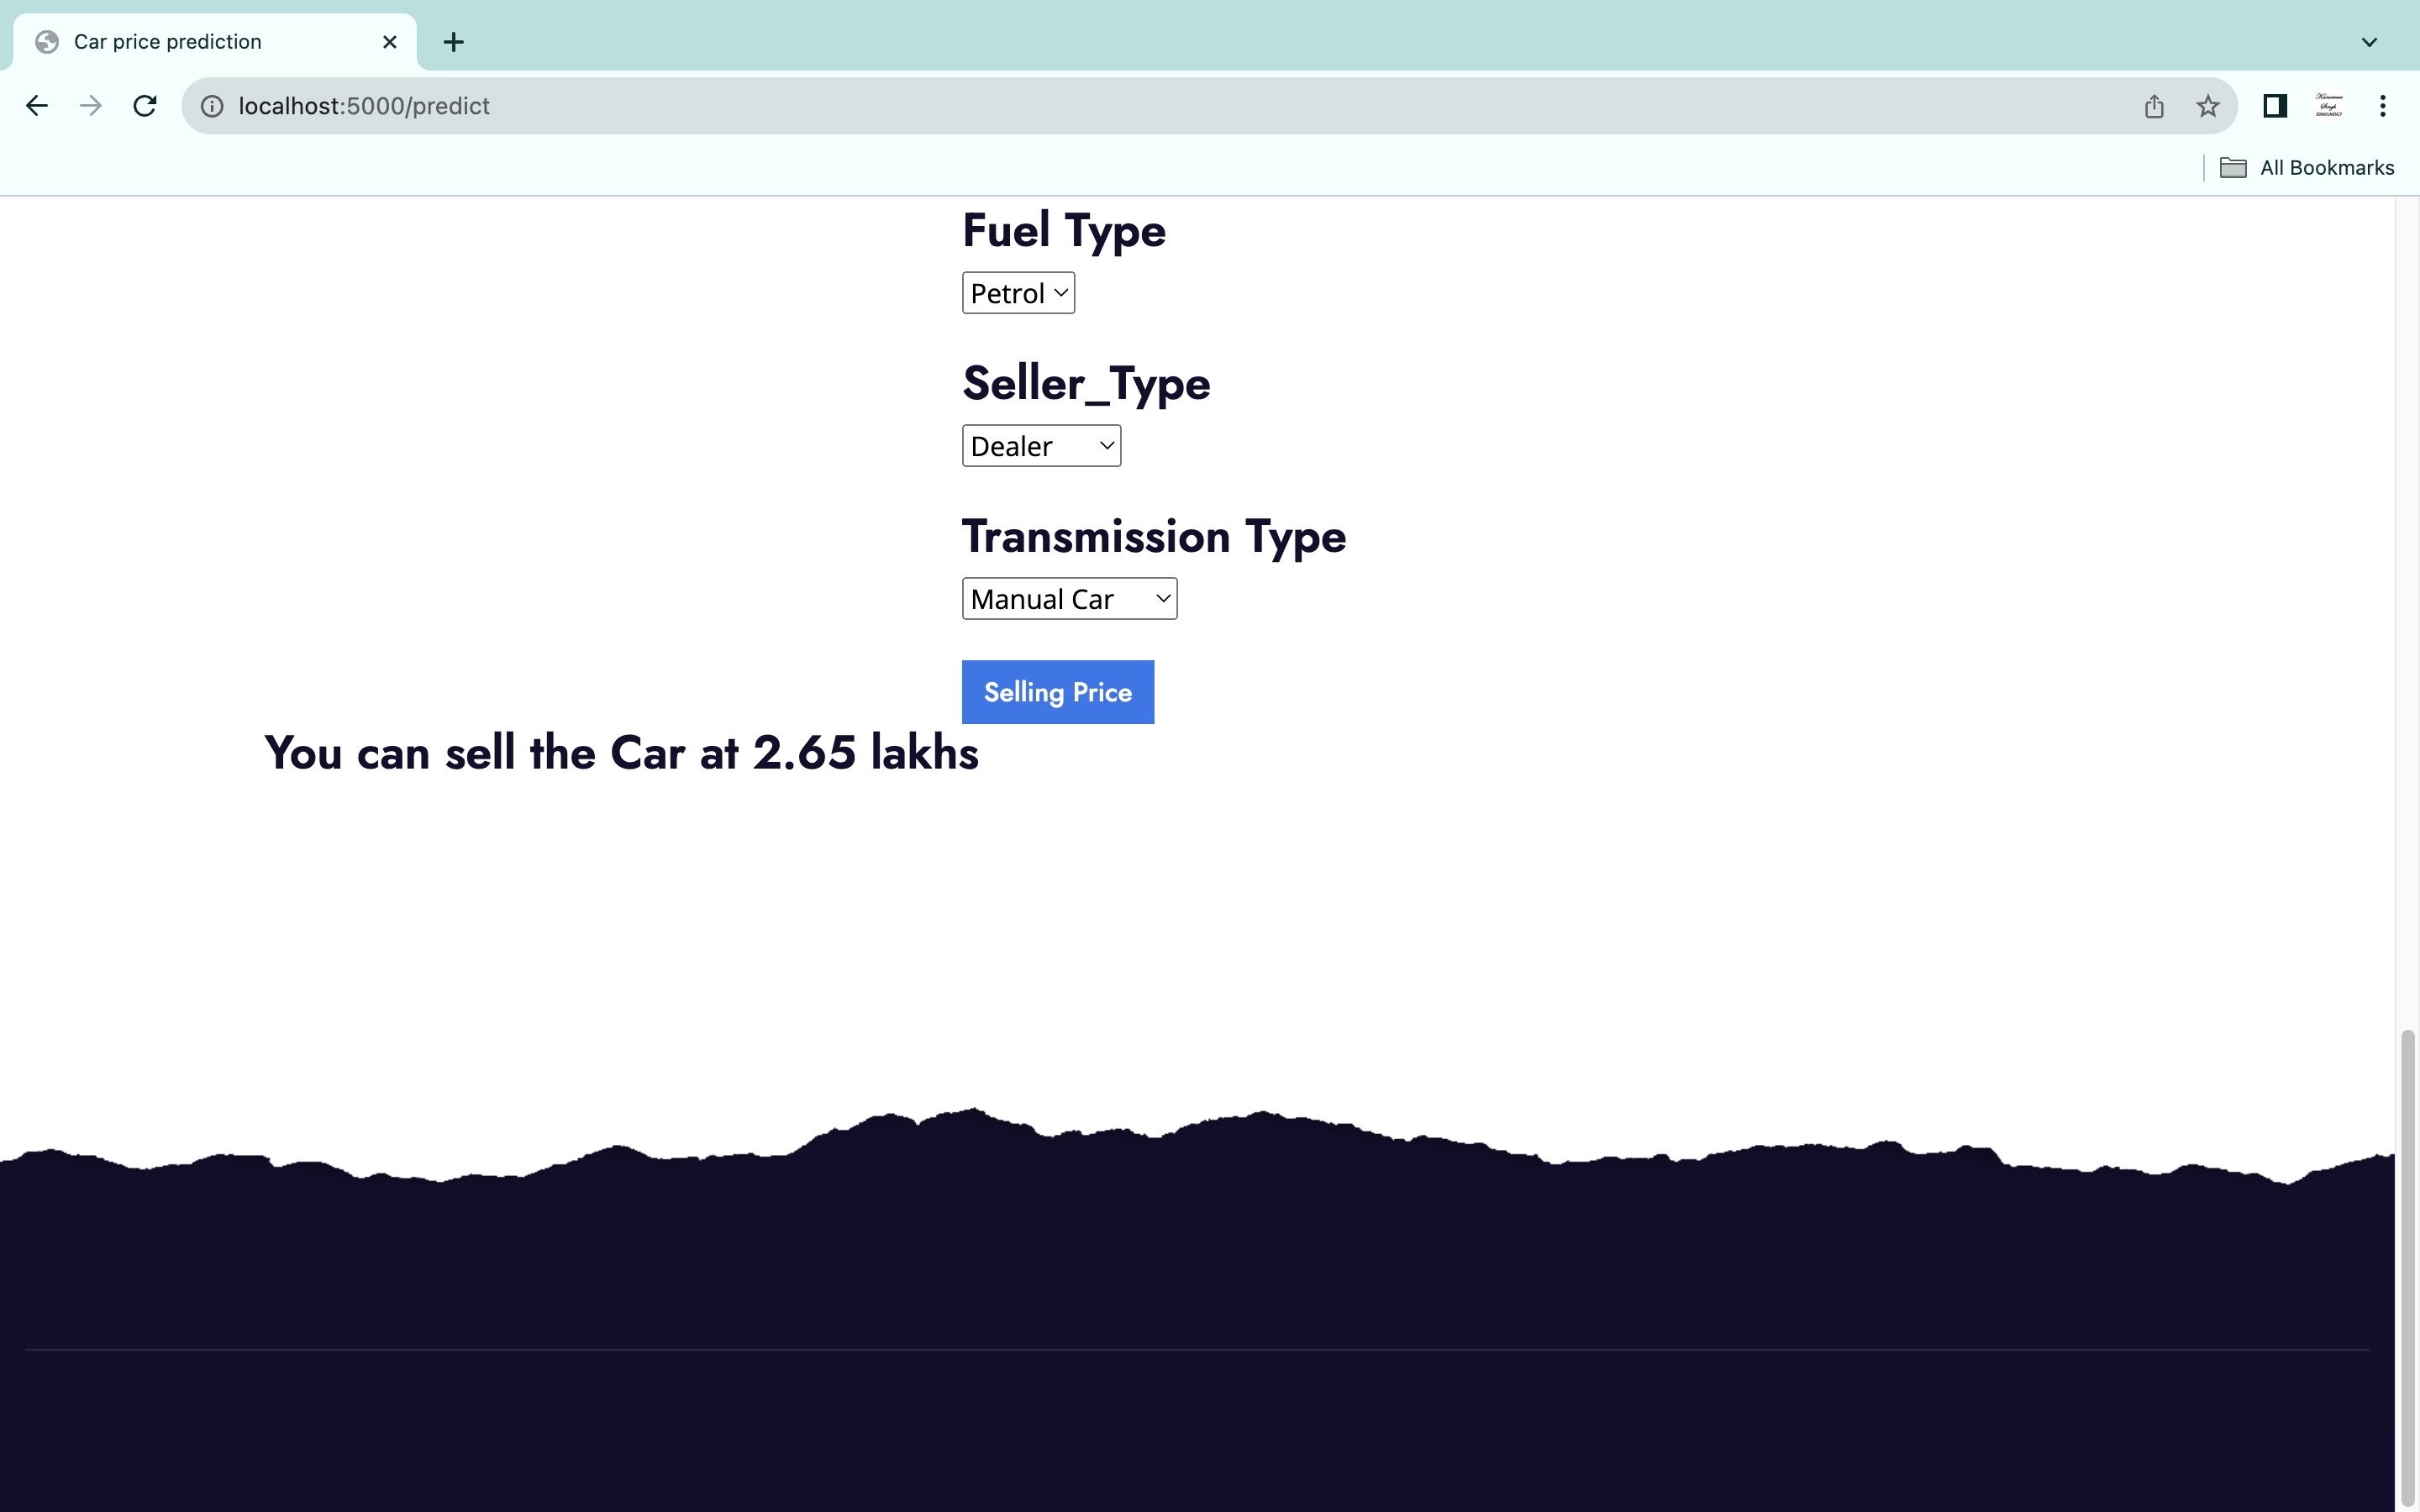 Car price prediction
localhost:5000/predict
All Bookmarks
Fuel Type
Petrol
Seller_Type
Dealer
Transmission Type
Manual Car
Selling Price
You can sell the Car at 2.65 lakhs